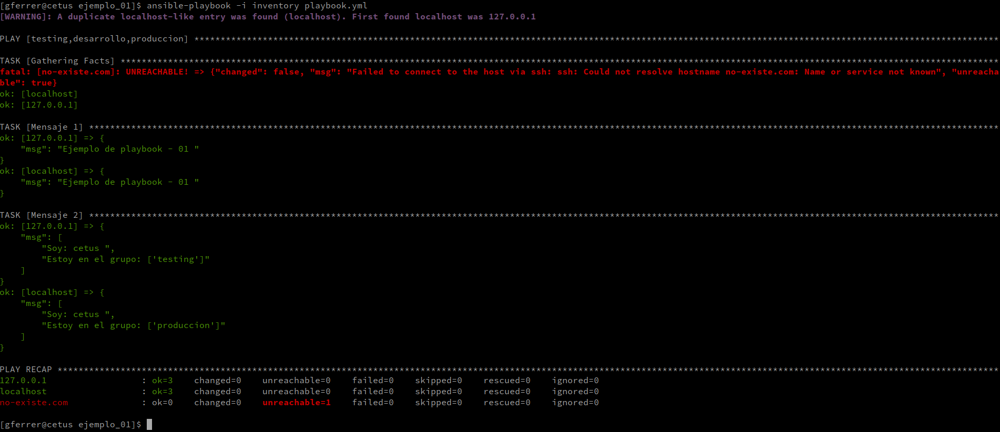 [gferrer@cetus ejemplo_01]$ ansible-playbook -i inventory playbook.yml
[WARNING]: A duplicate localhost-like entry was found (localhost). First found localhost was 127.0.0.1
PLAY [testing,desarrollo,produccion] *********************************************************************************************************************************************************
TASK [Gathering Facts] ***********************************************************************************************************************************************************************
fatal: [no-existe.com]: UNREACHABLE! => {"changed": false, "msg": "Failed to connect to the host via ssh: ssh: Could not resolve hostname no-existe.com: Name or service not known", "unreacha
ble": true}
ok: [localhost]
ok: [127.0.0.1]
TASK [Mensaje 1] *****************************************************************************************************************************************************************************
ok: [127.0.0.1] => {
    "msg": "Ejemplo de playbook - 01 "
}
ok: [localhost] => {
    "msg": "Ejemplo de playbook - 01 "
}
TASK [Mensaje 2] *****************************************************************************************************************************************************************************
ok: [127.0.0.1] => {
    "msg": [
        "Soy: cetus ",
        "Estoy en el grupo: ['testing']"
    ]
}
ok: [localhost] => {
    "msg": [
        "Soy: cetus ",
        "Estoy en el grupo: ['produccion']"
    ]
}
PLAY RECAP ***********************************************************************************************************************************************************************************
127.0.0.1                  : ok=3    changed=0    unreachable=0    failed=0    skipped=0    rescued=0    ignored=0
localhost                  : ok=3    changed=0    unreachable=0    failed=0    skipped=0    rescued=0    ignored=0
no-existe.com              : ok=0    changed=0    unreachable=1    failed=0    skipped=0    rescued=0    ignored=0
[gferrer@cetus ejemplo_01]$